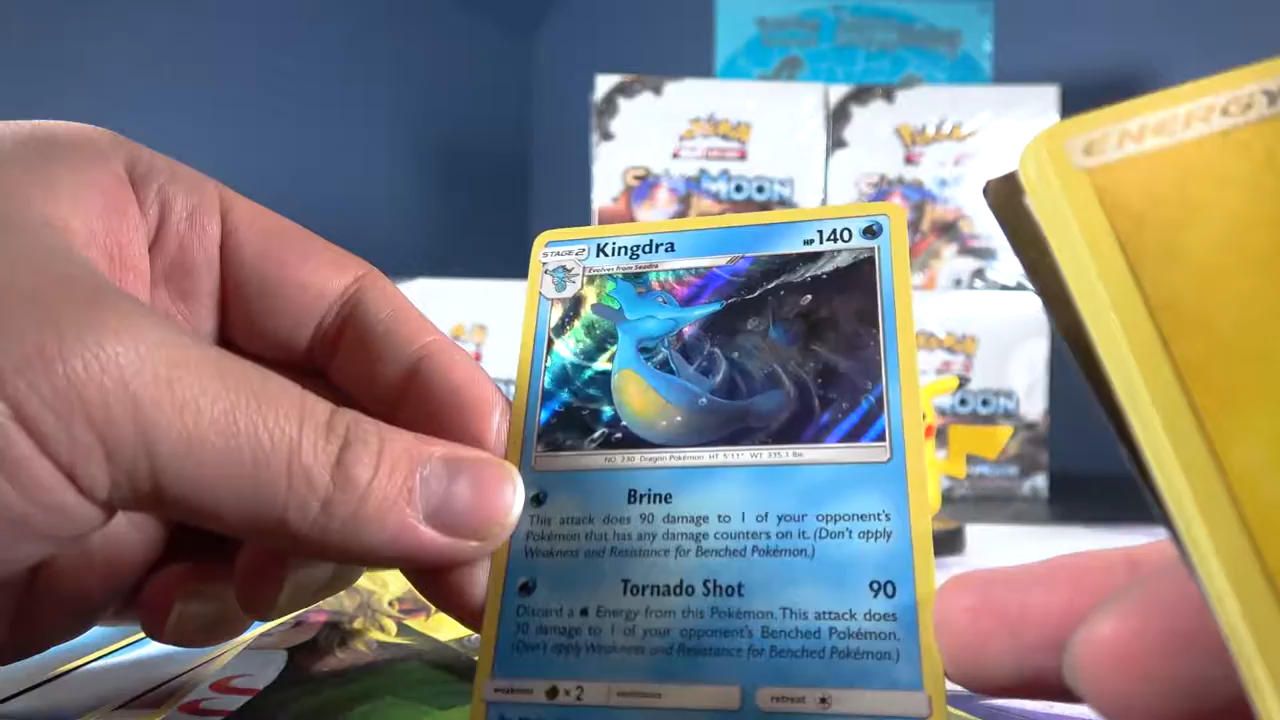 MOON
ENERGY
STAGE 2 Kingdra HP 140
Evolves from Seadra
MOON
NO. 230 Dragon Pokémon HT 5'11" WT 335.1 lbs.
Brine
This attack does 90 damage to 1 of your opponent's
Pokémon that has any damage counters on it. (Don't apply
Weakness and Resistance for Benched Pokémon.)
Tornado Shot 90
Discard a Energy from this Pokémon. This attack does
30 damage to 1 of your opponent's Benched Pokémon.
(Don't apply Weakness and Resistance for Benched Pokémon.)
weakness × 2 resistance retreat